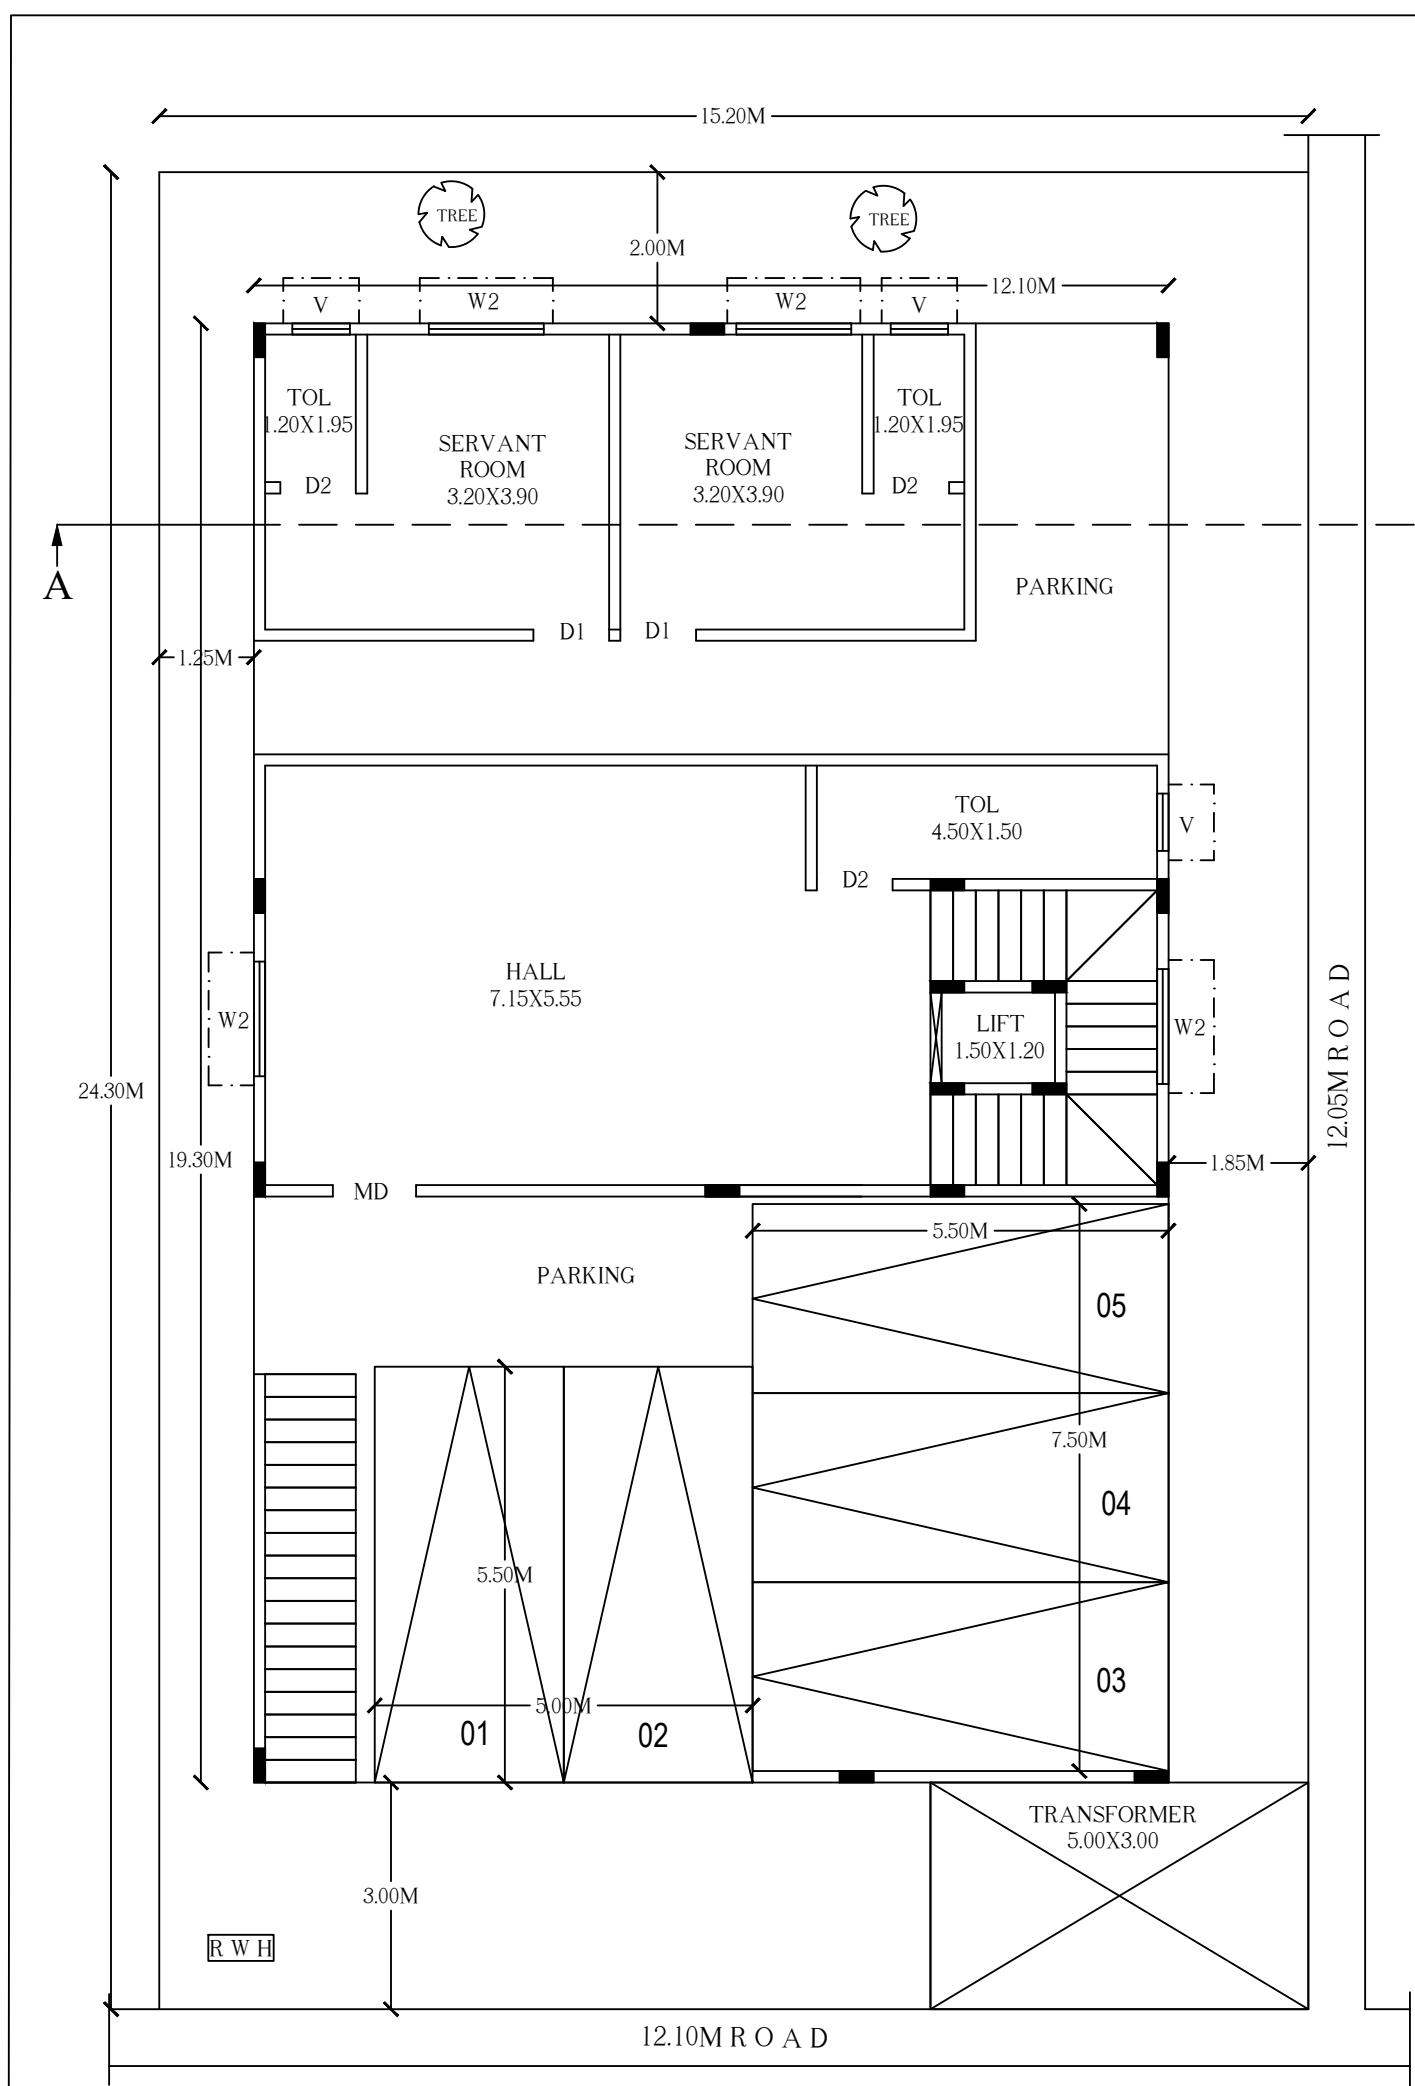 15.20M
TREE
TREE
2.00M
12.10M
V
W2
W2
V
TOL
1.20X1.95
TOL
1.20X1.95
SERVANT
ROOM
3.20X3.90
SERVANT
ROOM
3.20X3.90
D2
D2
A
PARKING
D1
D1
1.25M
TOL
4.50X1.50
V
D2
HALL
7.15X5.55
W2
LIFT
1.50X1.20
W2
12.05M R O A D
24.30M
19.30M
1.85M
MD
5.50M
PARKING
05
7.50M
04
5.50M
03
5.00M
01
02
TRANSFORMER
5.00X3.00
3.00M
R W H
12.10M R O A D